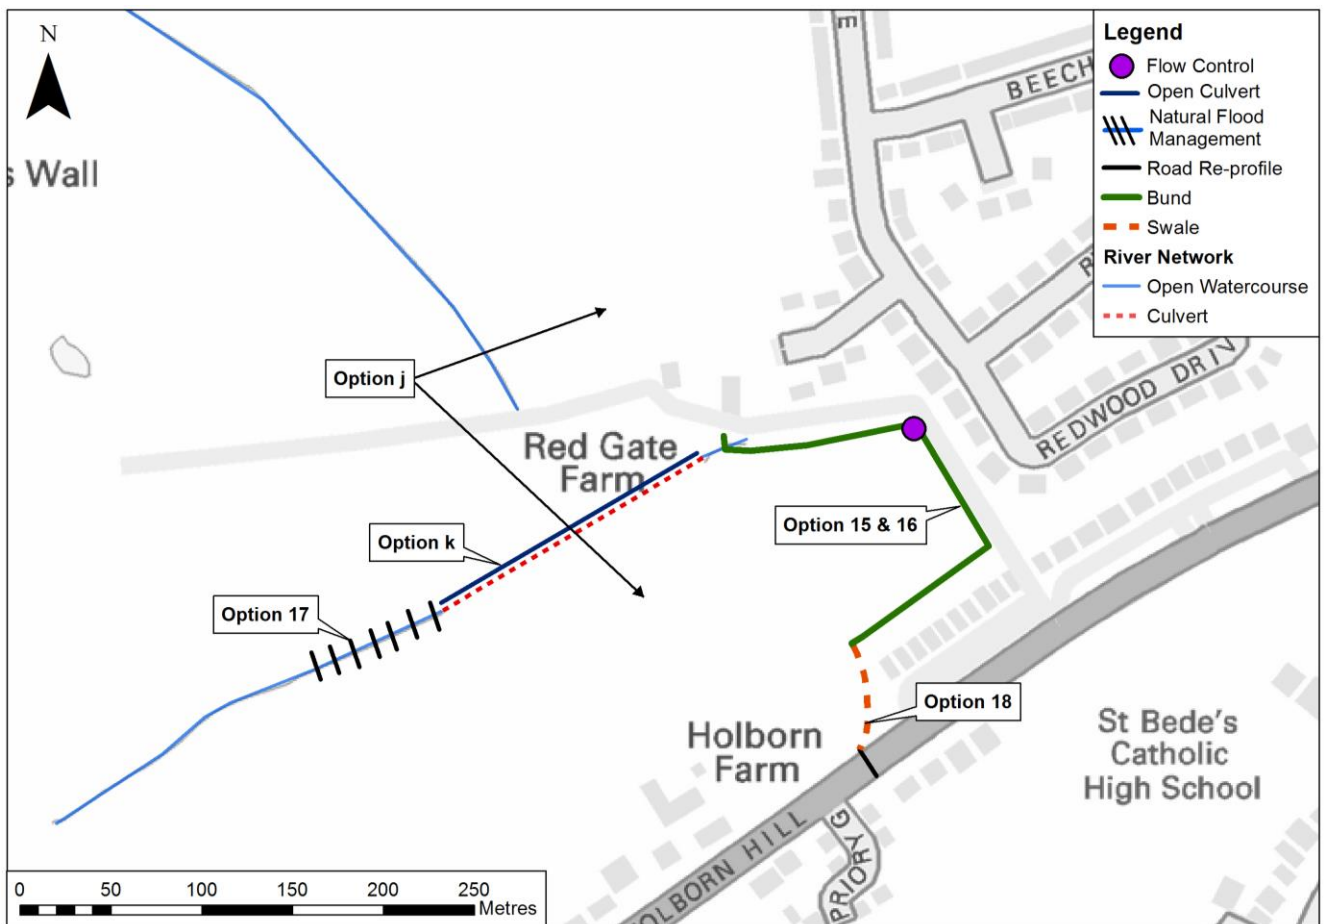 N
s Wall
E
BEECH
R
REDWOOD DRIV
Legend
Flow Control
Open Culvert
Natural Flood
Management
Road Re-profile
Bund
Swale
River Network
Open Watercourse
Culvert
Option j
Red Gate
Farm
Option k
Option 15 & 16
Option 17
Option 18
Holborn
Farm
St Bede's
Catholic
High School
HOLBORN HILL
PRIORY G
0 50 100 150 200 250
Metres